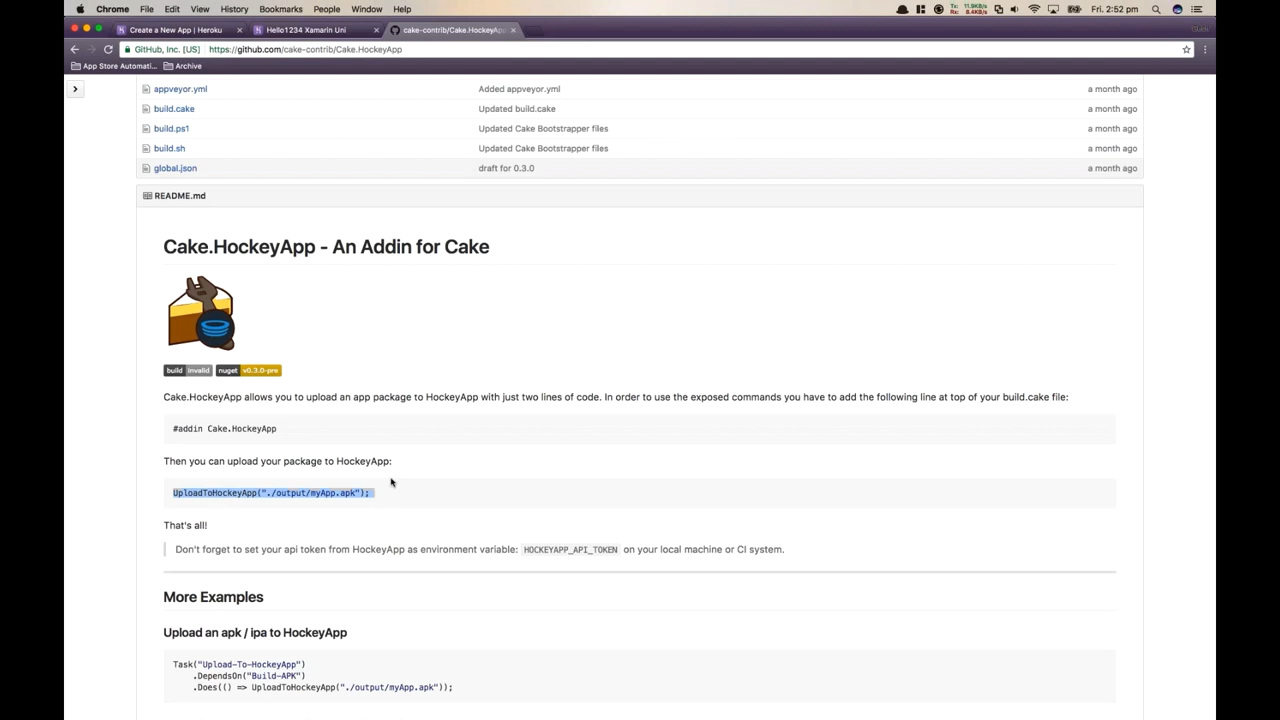 Chrome File Edit View History Bookmarks People Window Help
Tx: 11.9KB/s
Rx: 8.4KB/s
Fri. 2:52 pm
Create a New App | Heroku
Hello1234 Xamarin Uni
cake-contrib/Cake.HockeyAp
GitHub, Inc. [US] https://github.com/cake-contrib/Cake.HockeyApp
App Store Automati... Archive
appveyor.yml Added appveyor.yml a month ago
build.cake Updated build.cake a month ago
build.ps1 Updated Cake Bootstrapper files a month ago
build.sh Updated Cake Bootstrapper files a month ago
global.json draft for 0.3.0 a month ago
README.md
Cake.HockeyApp - An Addin for Cake
build invalid nuget v0.3.0-pre
Cake.HockeyApp allows you to upload an app package to HockeyApp with just two lines of code. In order to use the exposed commands you have to add the following line at top of your build.cake file:
#addin Cake.HockeyApp
Then you can upload your package to HockeyApp:
UploadToHockeyApp("./output/myApp.apk");
That's all!
Don't forget to set your api token from HockeyApp as environment variable: HOCKEYAPP_API_TOKEN on your local machine or CI system.
More Examples
Upload an apk / ipa to HockeyApp
Task("Upload-To-HockeyApp")
.DependsOn("Build-APK")
.Does(() => UploadToHockeyApp("./output/myApp.apk"));